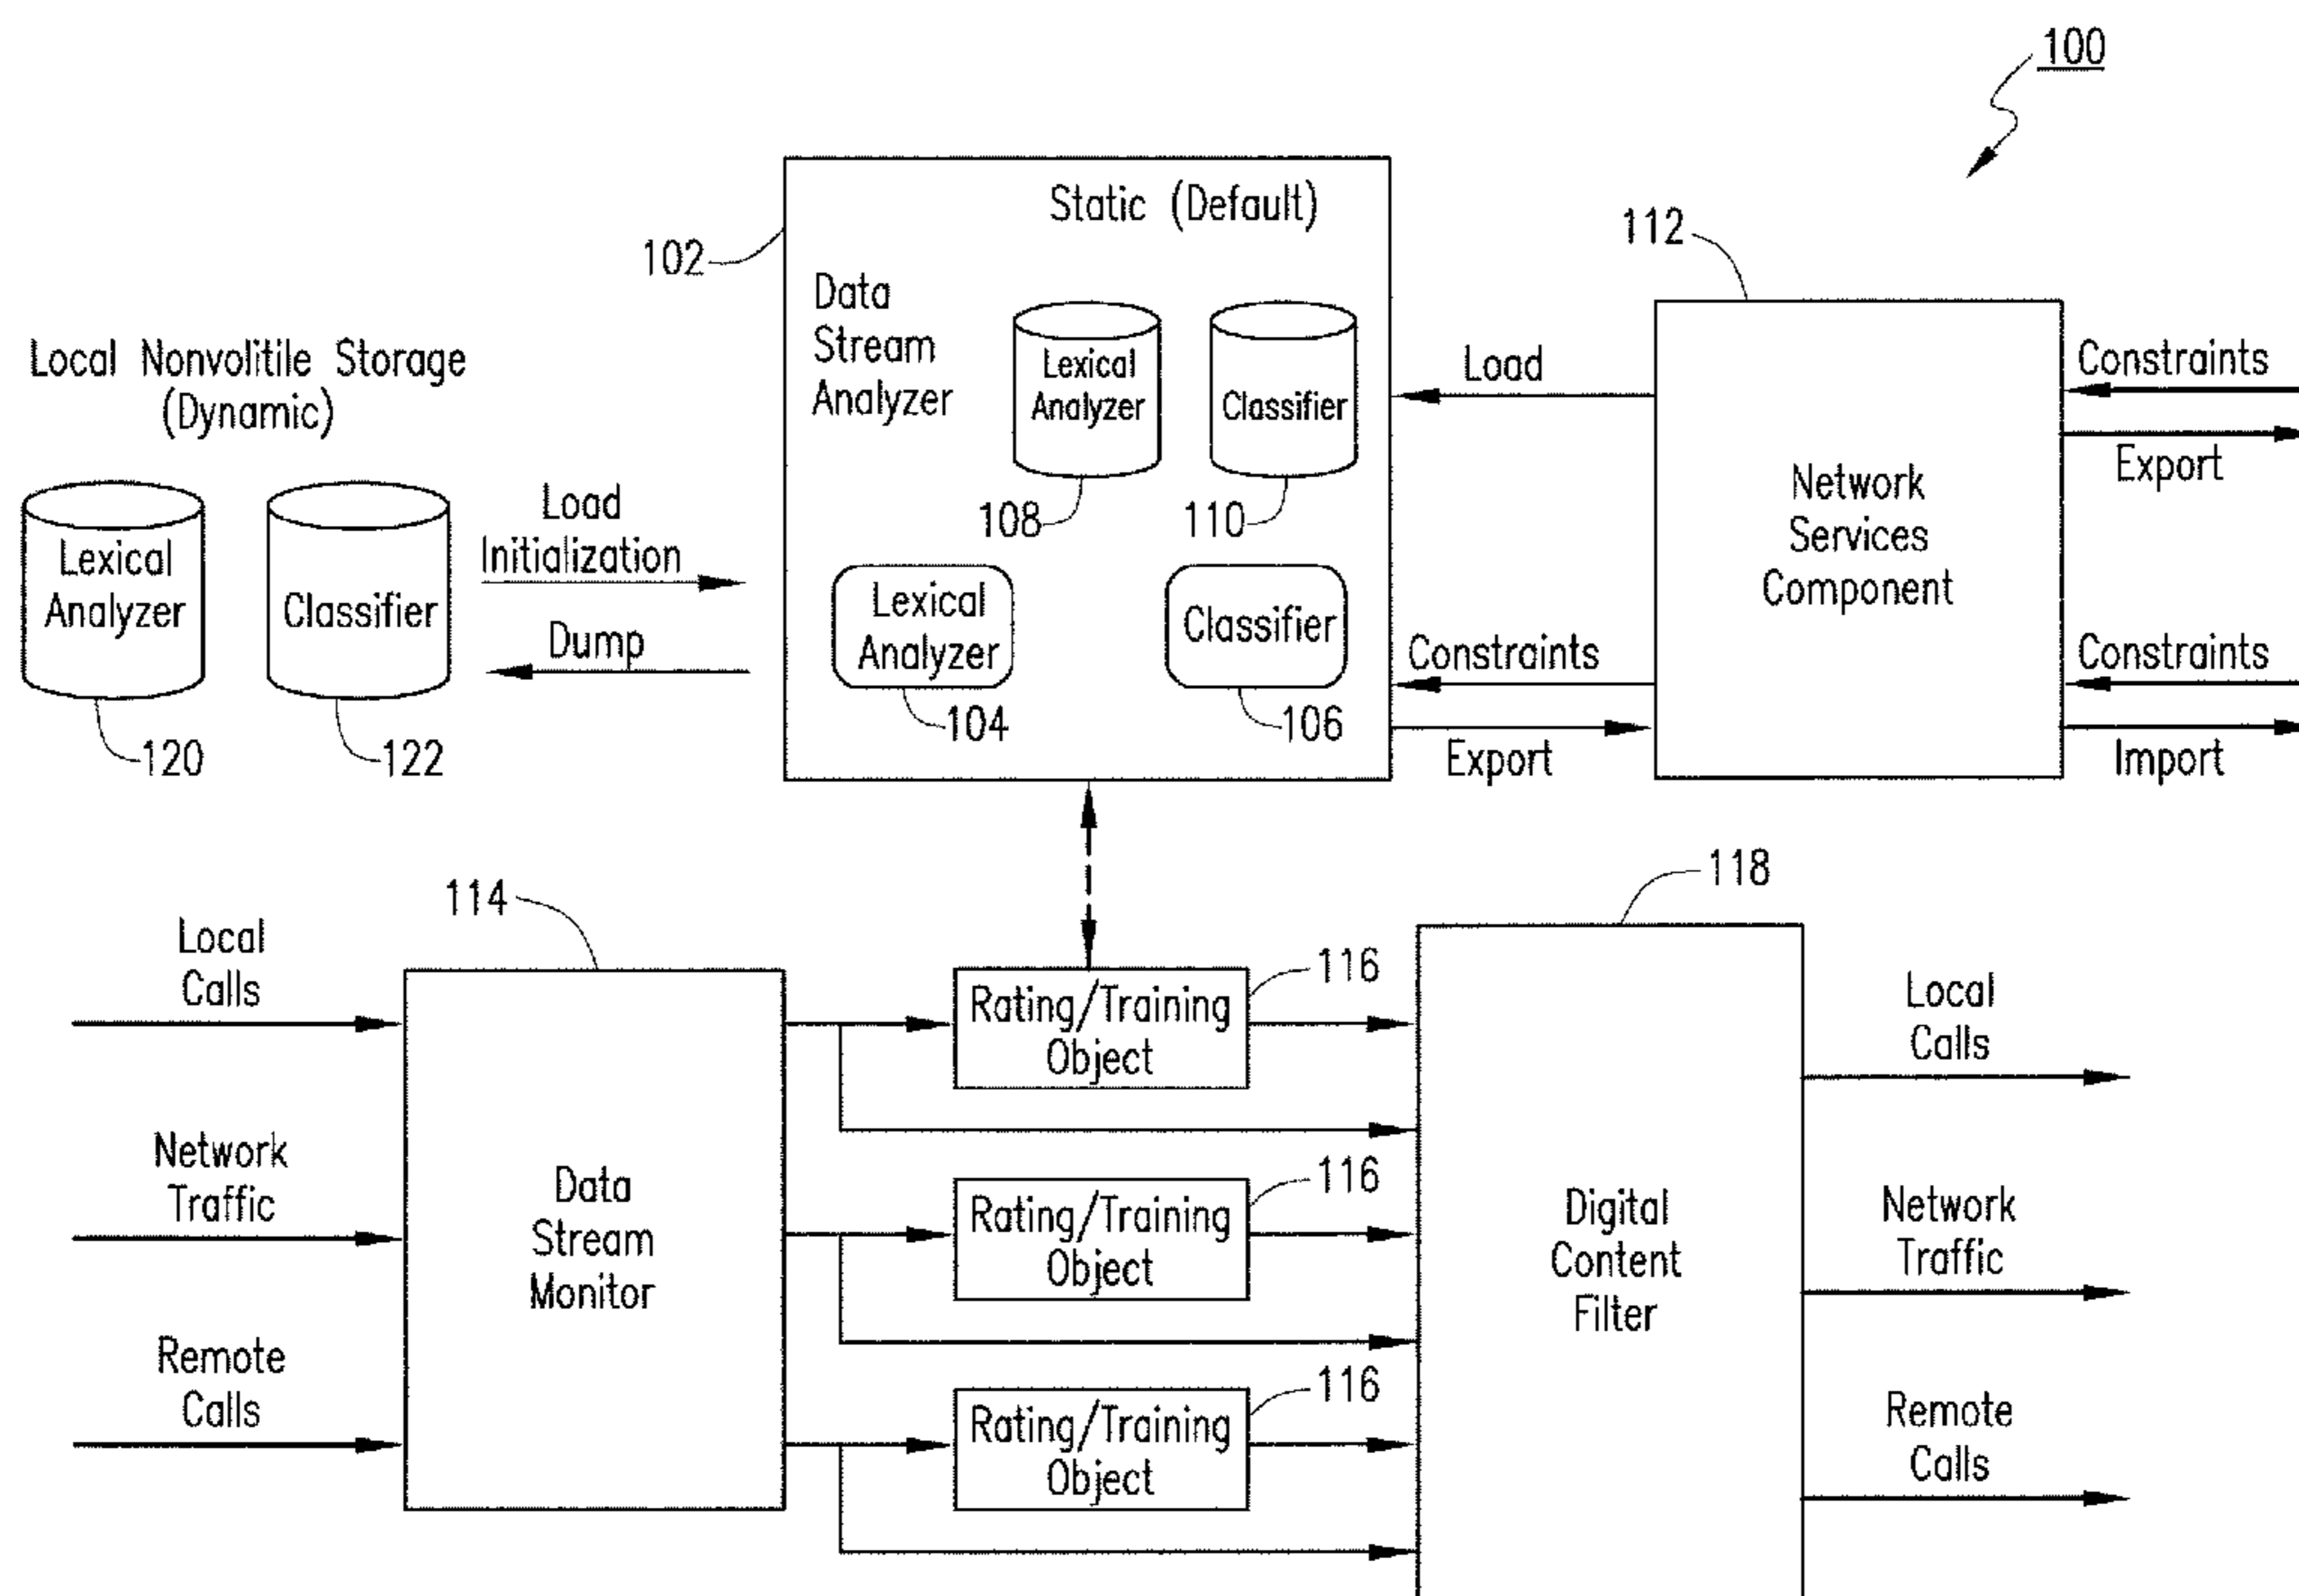 100
Static (Default)
102
112
Data
Stream
Analyzer
Local Nonvolitile Storage
(Dynamic)
Lexical
Analyzer
Classifier
Load
Constraints
Export
108
110
Network
Services
Component
Load
Initialization
Dump
Lexical
Analyzer
Classifier
Lexical
Analyzer
Classifier
Constraints
Export
Constraints
Import
104
106
120
122
114
118
Local
Calls
Network
Traffic
Remote
Calls
Data
Stream
Monitor
116
Rating/Training
Object
116
Rating/Training
Object
116
Rating/Training
Object
Digital
Content
Filter
Local
Calls
Network
Traffic
Remote
Calls